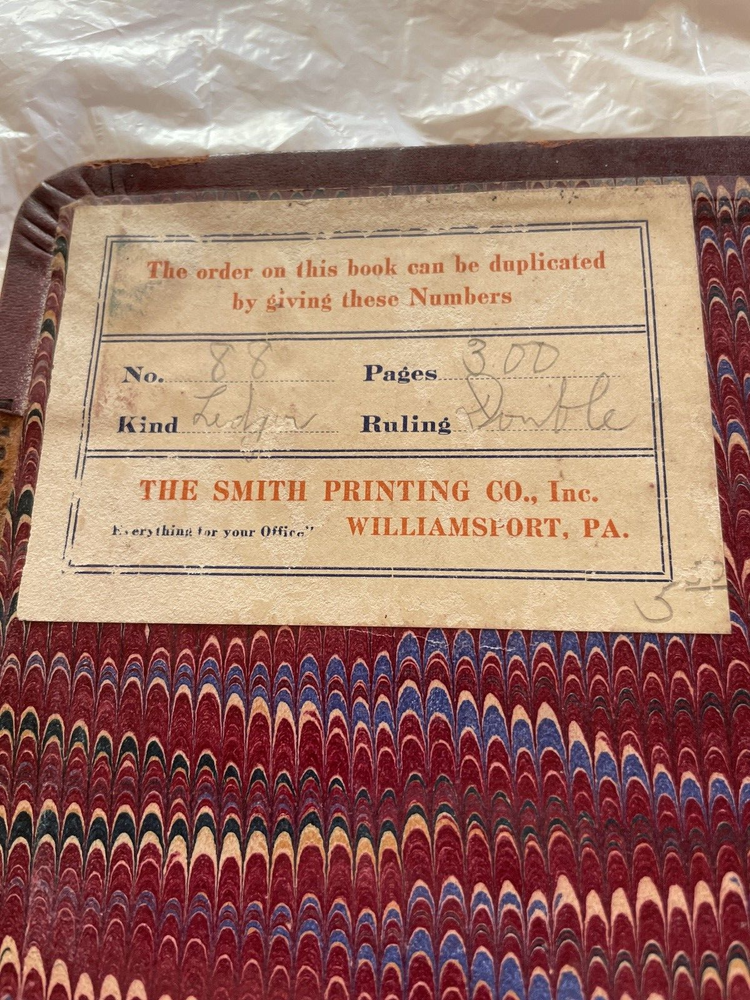 The order on this book can be duplicated
by giving these Numbers
No. 88 Pages 300
Kind Ledger Ruling Double
THE SMITH PRINTING CO., Inc.
Everything for your Office" WILLIAMSPORT, PA.